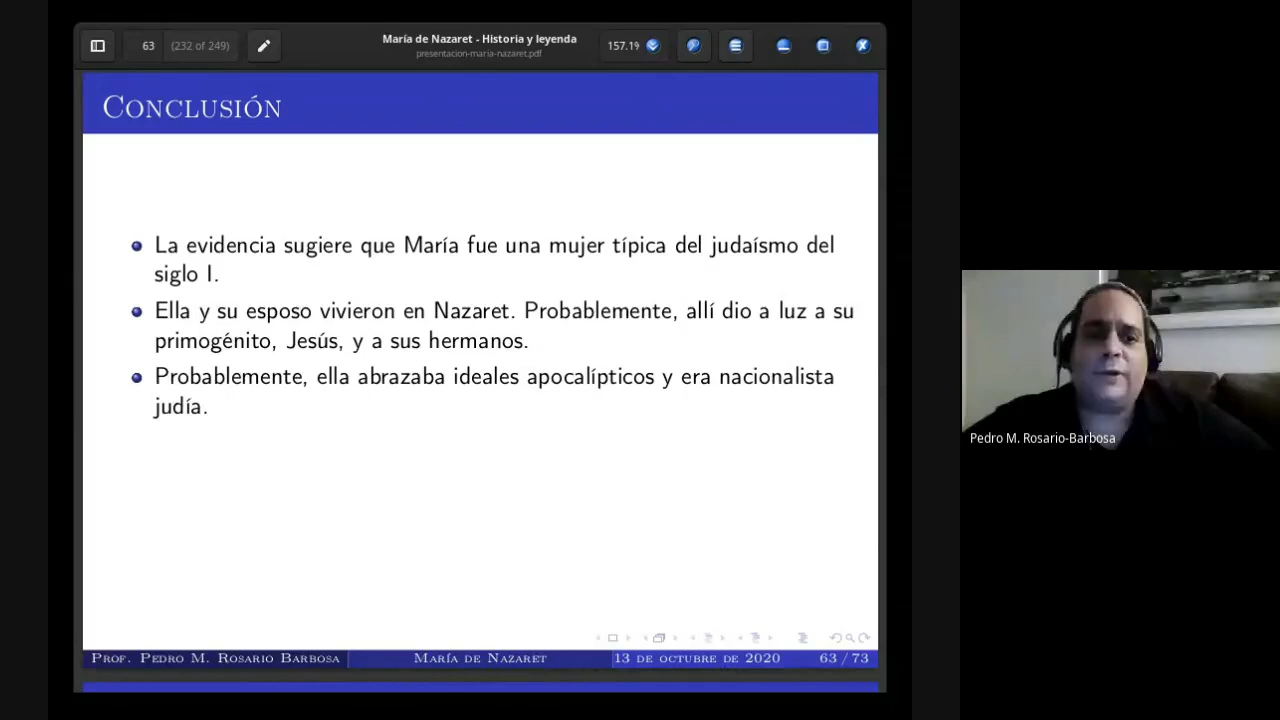 63 (232 of 249)
María de Nazaret - Historia y leyenda
presentacion-maria-nazaret.pdf
157.19
Conclusión
La evidencia sugiere que María fue una mujer típica del judaísmo del
siglo I.
Ella y su esposo vivieron en Nazaret. Probablemente, allí dio a luz a su
primogénito, Jesús, y a sus hermanos.
Probablemente, ella abrazaba ideales apocalípticos y era nacionalista
judía.
Pedro M. Rosario-Barbosa
Prof. Pedro M. Rosario Barbosa María de Nazaret 13 de octubre de 2020 63 / 73